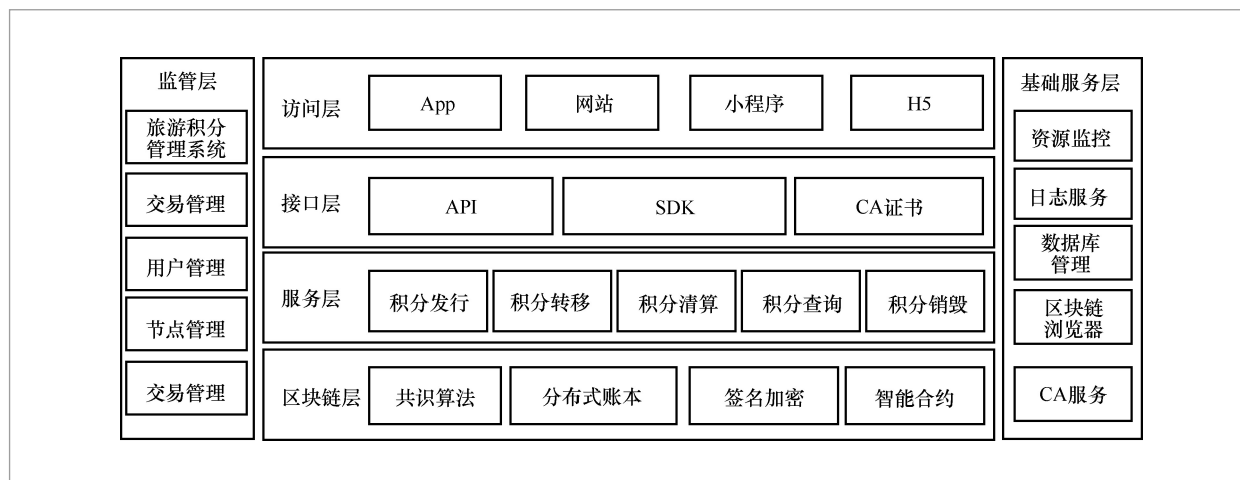 监管层
旅游积分
管理系统
交易管理
用户管理
节点管理
交易管理
访问层
App
网站
小程序
H5
接口层
API
SDK
CA证书
服务层
积分发行
积分转移
积分清算
积分查询
积分销毁
区块链层
共识算法
分布式账本
签名加密
智能合约
基础服务层
资源监控
日志服务
数据库
管理
区块链
浏览器
CA服务